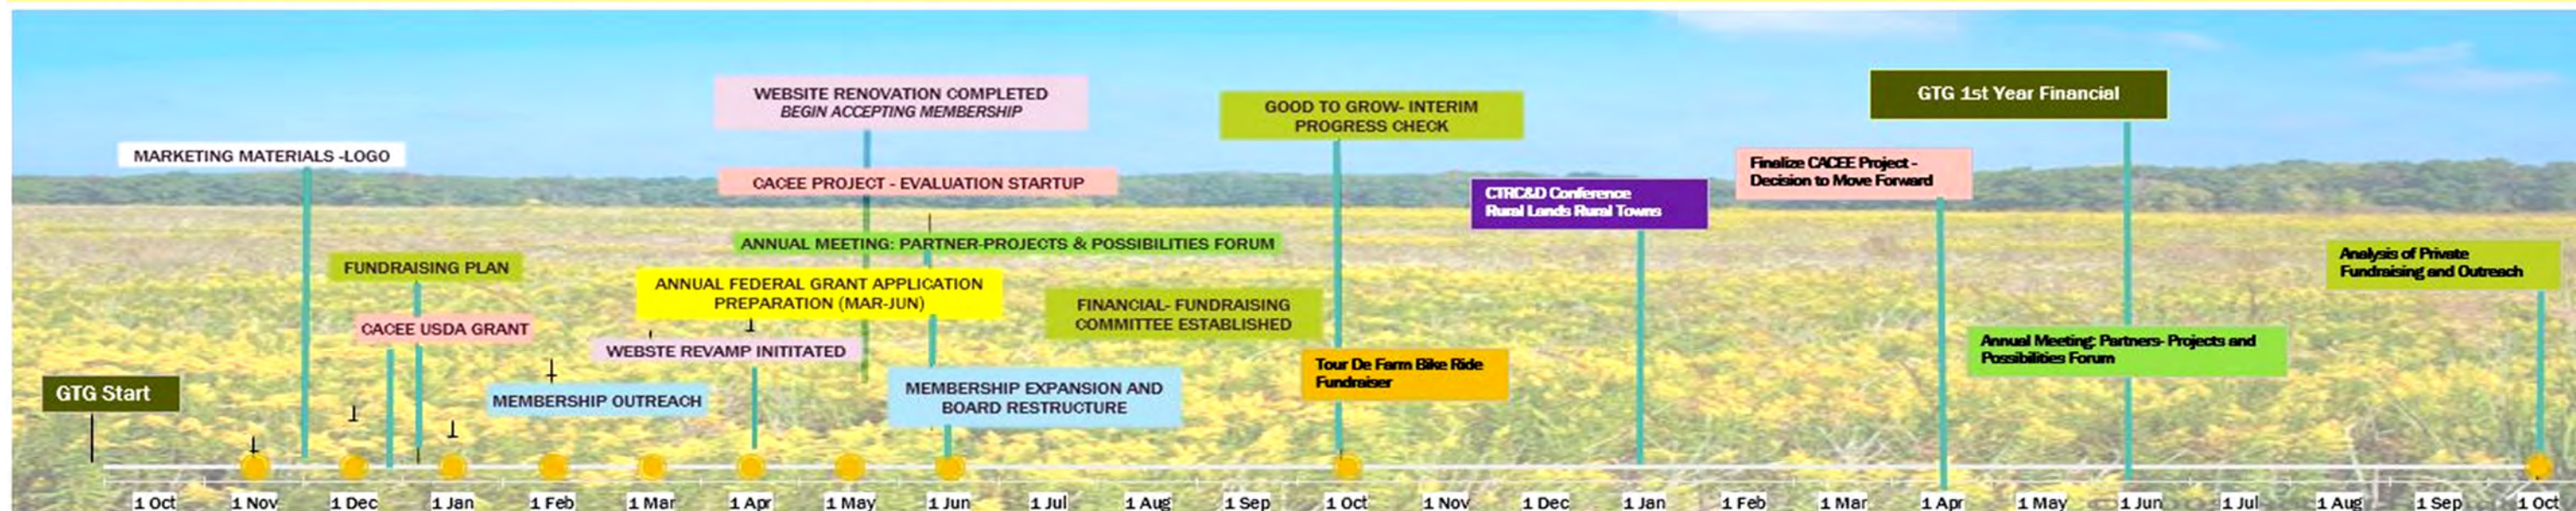 WEBSITE RENOVATION COMPLETED
BEGIN ACCEPTING MEMBERSHIP
GOOD TO GROW- INTERIM
PROGRESS CHECK
GTG 1st Year Financial
MARKETING MATERIALS -LOGO
CACEE PROJECT - EVALUATION STARTUP
Finalize CACEE Project -
Decision to Move Forward
CTRC&D Conference
Rural Lands Rural Towns
ANNUAL MEETING: PARTNER-PROJECTS & POSSIBILITIES FORUM
FUNDRAISING PLAN
Analysis of Private
Fundraising and Outreach
ANNUAL FEDERAL GRANT APPLICATION
PREPARATION (MAR-JUN)
FINANCIAL- FUNDRAISING
COMMITTEE ESTABLISHED
CACEE USDA GRANT
WEBSTE REVAMP INITITATED
Annual Meeting: Partners- Projects and
Possibilities Forum
Tour De Farm Bike Ride
Fundraiser
GTG Start
MEMBERSHIP OUTREACH
MEMBERSHIP EXPANSION AND
BOARD RESTRUCTURE
1 Oct 1 Nov 1 Dec 1 Jan 1 Feb 1 Mar 1 Apr 1 May 1 Jun 1 Jul 1 Aug 1 Sep 1 Oct 1 Nov 1 Dec 1 Jan 1 Feb 1 Mar 1 Apr 1 May 1 Jun 1 Jul 1 Aug 1 Sep 1 Oct